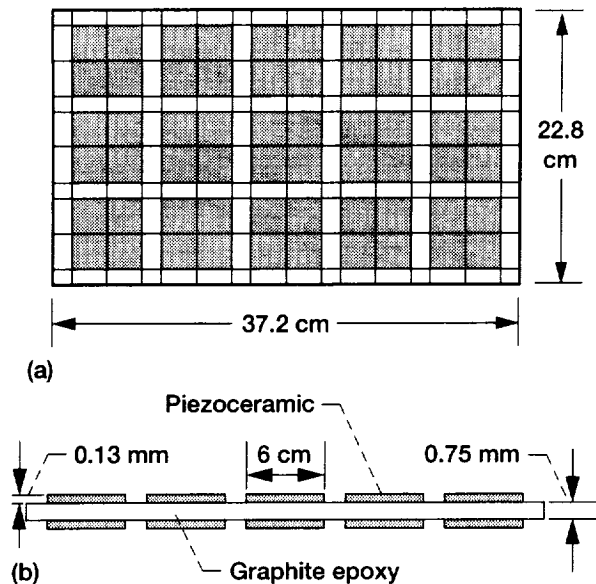 22.8
cm
37.2 cm
(a)
Piezoceramic
0.13 mm
6 cm
0.75 mm
Graphite epoxy
(b)